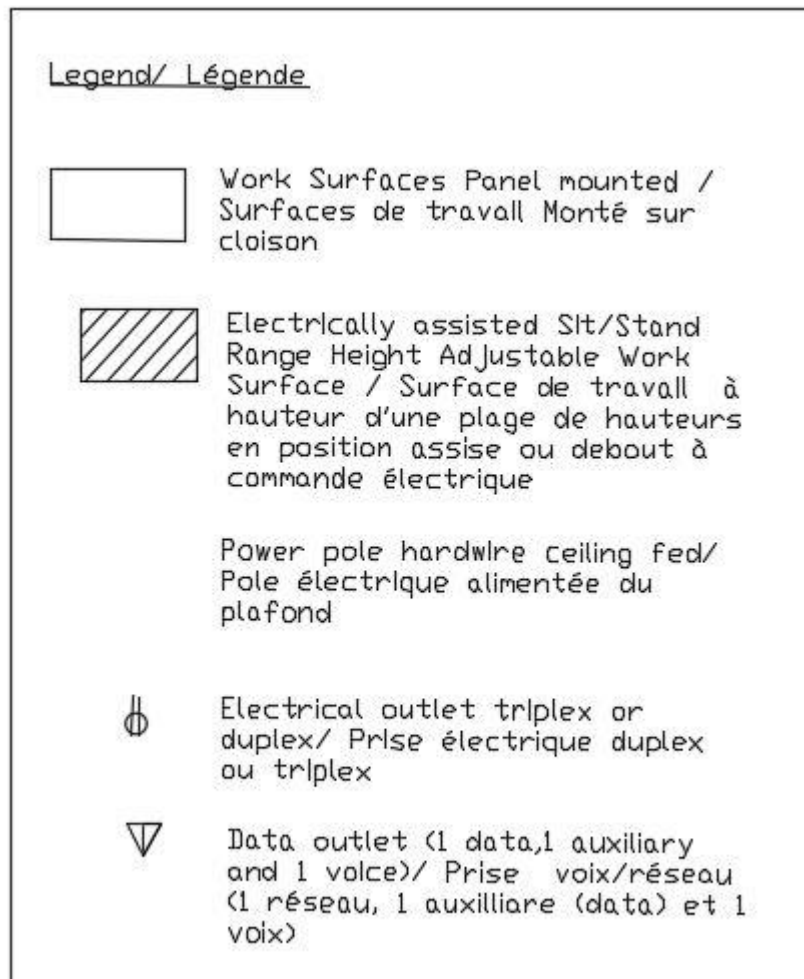 Legend/ Légende
Work Surfaces Panel mounted /
Surfaces de travail Monté sur
cloison
Electrically assisted Sit/Stand
Range Height Adjustable Work
Surface / Surface de travail à
hauteur d'une plage de hauteurs
en position assise ou debout à
commande électrique
Power pole hardwire ceiling fed/
Pole électrique alimentée du
plafond
Electrical outlet triplex or
duplex/ Prise électrique duplex
ou triplex
Data outlet (1 data,1 auxiliary
and 1 voice)/ Prise voix/réseau
(1 réseau, 1 auxilliare (data) et 1
voix)